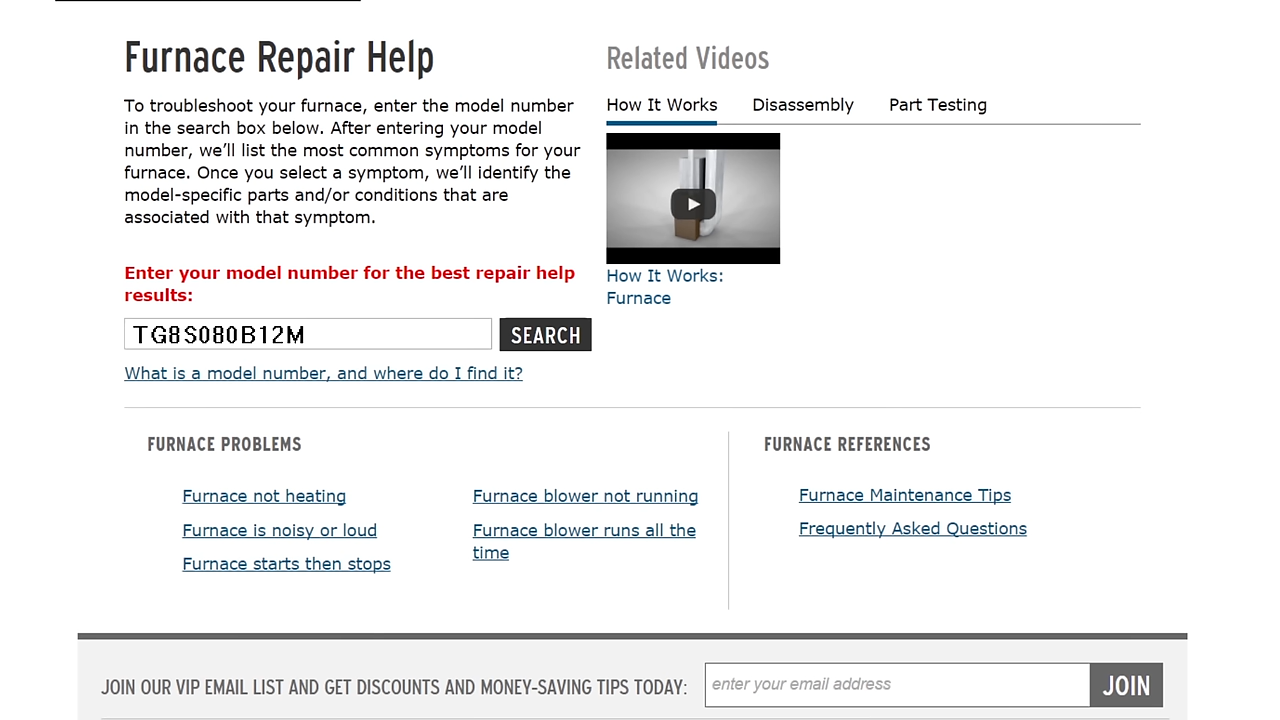 Furnace Repair Help
To troubleshoot your furnace, enter the model number
in the search box below. After entering your model
number, we'll list the most common symptoms for your
furnace. Once you select a symptom, we'll identify the
model-specific parts and/or conditions that are
associated with that symptom.
Enter your model number for the best repair help
results:
TG8S080B12M
SEARCH
What is a model number, and where do I find it?
Related Videos
How It Works
Disassembly
Part Testing
How It Works:
Furnace
FURNACE PROBLEMS
Furnace not heating
Furnace is noisy or loud
Furnace starts then stops
Furnace blower not running
Furnace blower runs all the
time
FURNACE REFERENCES
Furnace Maintenance Tips
Frequently Asked Questions
JOIN OUR VIP EMAIL LIST AND GET DISCOUNTS AND MONEY-SAVING TIPS TODAY:
enter your email address
JOIN